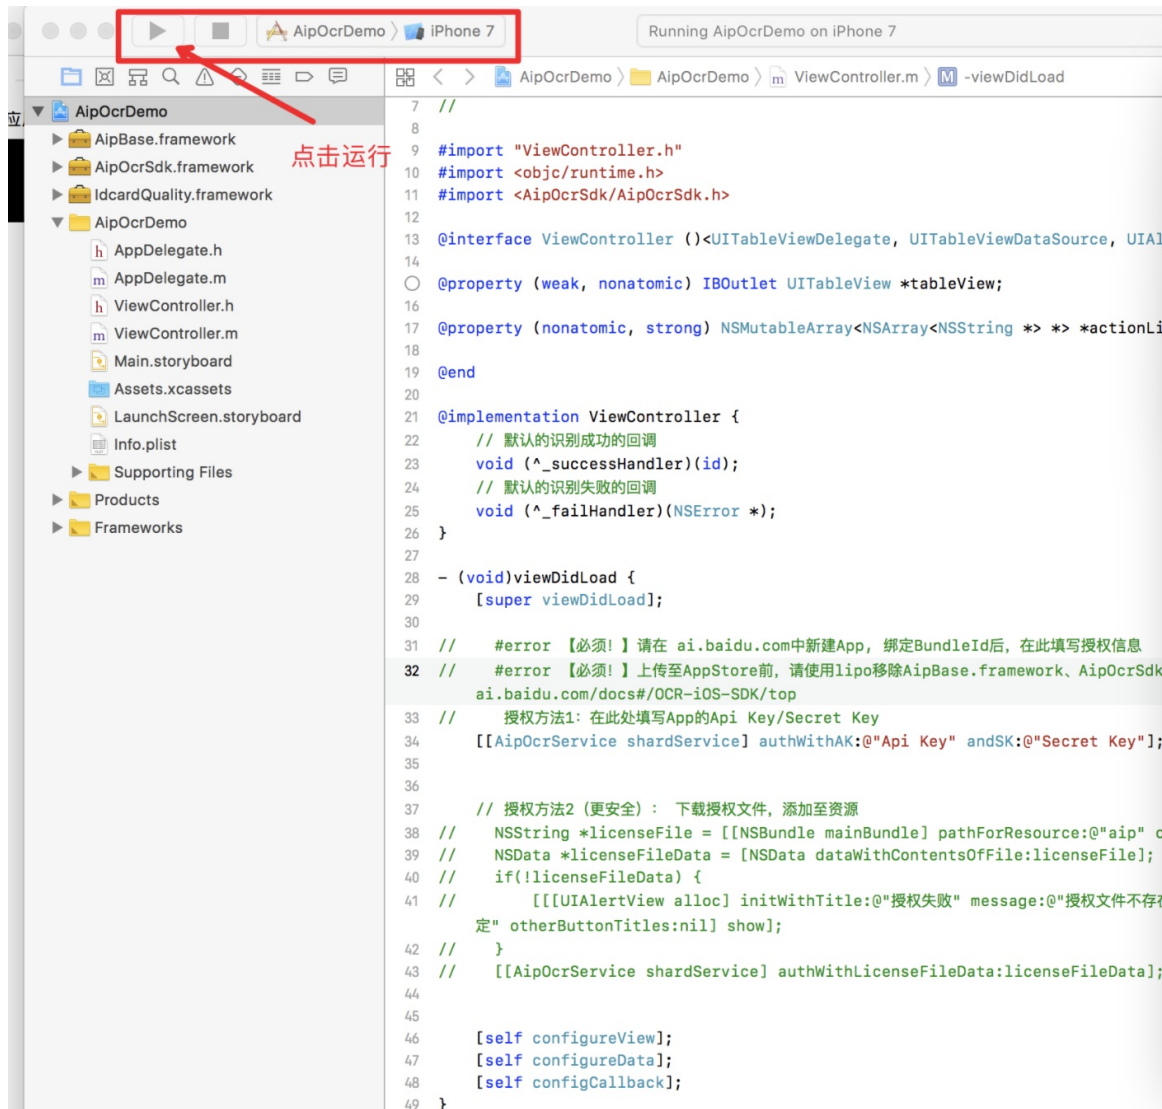 AipOcrDemo
iPhone 7
Running AipOcrDemo on iPhone 7
AipOcrDemo
AipOcrDemo
ViewController.m
M
-viewDidLoad
应
AipOcrDemo
AipBase.framework
AipOcrSdk.framework
IdcardQuality.framework
AipOcrDemo
h AppDelegate.h
m AppDelegate.m
h ViewController.h
m ViewController.m
Main.storyboard
Assets.xcassets
LaunchScreen.storyboard
Info.plist
Supporting Files
Products
Frameworks
点击运行
7 //
8
9 #import "ViewController.h"
10 #import <objc/runtime.h>
11 #import <AipOcrSdk/AipOcrSdk.h>
12
13 @interface ViewController ()<UITableViewDelegate, UITableViewDataSource, UIAl
14
@property (weak, nonatomic) IBOutlet UITableView *tableView;
16
17 @property (nonatomic, strong) NSMutableArray<NSArray<NSString *> *> *actionLi
18
19 @end
20
21 @implementation ViewController {
22 // 默认的识别成功的回调
23 void (^_successHandler)(id);
24 // 默认的识别失败的回调
25 void (^_failHandler)(NSError *);
26 }
27
28 - (void)viewDidLoad {
29 [super viewDidLoad];
30
31 // #error 【必须！】请在 ai.baidu.com中新建App, 绑定BundleId后，在此填写授权信息
32 // #error 【必须！】上传至AppStore前，请使用lipo移除AipBase.framework、AipOcrSdk
ai.baidu.com/docs#/OCR-iOS-SDK/top
33 // 授权方法1：在此处填写App的Api Key/Secret Key
34 [[AipOcrService shardService] authWithAK:@"Api Key" andSK:@"Secret Key"];
35
36
37 // 授权方法2（更安全）： 下载授权文件，添加至资源
38 // NSString *licenseFile = [[NSBundle mainBundle] pathForResource:@"aip" o
39 // NSData *licenseFileData = [NSData dataWithContentsOfFile:licenseFile];
40 // if(!licenseFileData) {
41 // [[[UIAlertView alloc] initWithTitle:@"授权失败" message:@"授权文件不存在
定" otherButtonTitles:nil] show];
42 // }
43 // [[AipOcrService shardService] authWithLicenseFileData:licenseFileData];
44
45
46 [self configureView];
47 [self configureData];
48 [self configCallback];
49 }